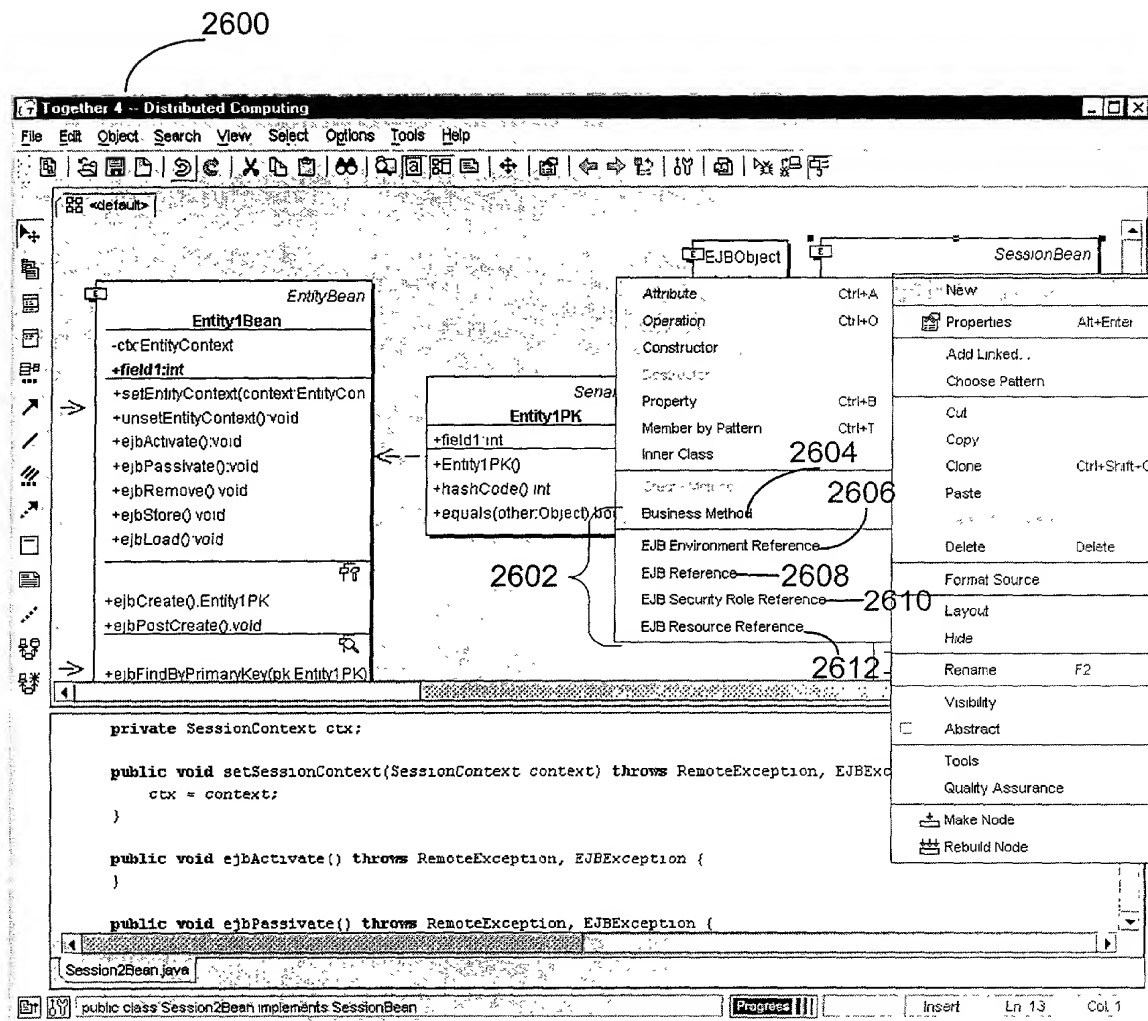 2600
Together 4 -- Distributed Computing
File Edit Object Search View Select Options Tools Help
<default>
EJBObject
SessionBean
EntityBean
Entity1Bean
-ctx:EntityContext
+field1:int
+setEntityContext(context:EntityCon
+unsetEntityContext():void
+ejbActivate():void
+ejbPassivate():void
+ejbRemove():void
+ejbStore():void
+ejbLoad():void
+ejbCreate():Entity1PK
+ejbPostCreate():void
+ejbFindByPrimaryKey(pk:Entity1PK)
Serial
Entity1PK
+field1:int
+Entity1PK()
+hashCode():int
+equals(other:Object):boo
Attribute Ctrl+A
Operation Ctrl+O
Constructor
Destructor
Property Ctrl+B
Member by Pattern Ctrl+T
Inner Class
2604
Business Method
2606
EJB Environment Reference
2602
EJB Reference
2608
EJB Security Role Reference
2610
EJB Resource Reference
2612
New
Properties Alt+Enter
Add Linked...
Choose Pattern
Cut
Copy
Clone Ctrl+Shift+C
Paste
Delete Delete
Format Source
Layout
Hide
Rename F2
Visibility
Abstract
Tools
Quality Assurance
Make Node
Rebuild Node
private SessionContext ctx;
public void setSessionContext(SessionContext context) throws RemoteException, EJBExc
ctx = context;
}
public void ejbActivate() throws RemoteException, EJBException {
}
public void ejbPassivate() throws RemoteException, EJBException {
Session2Bean.java
public class Session2Bean implements SessionBean
Progress
Insert
Ln 13
Col 1